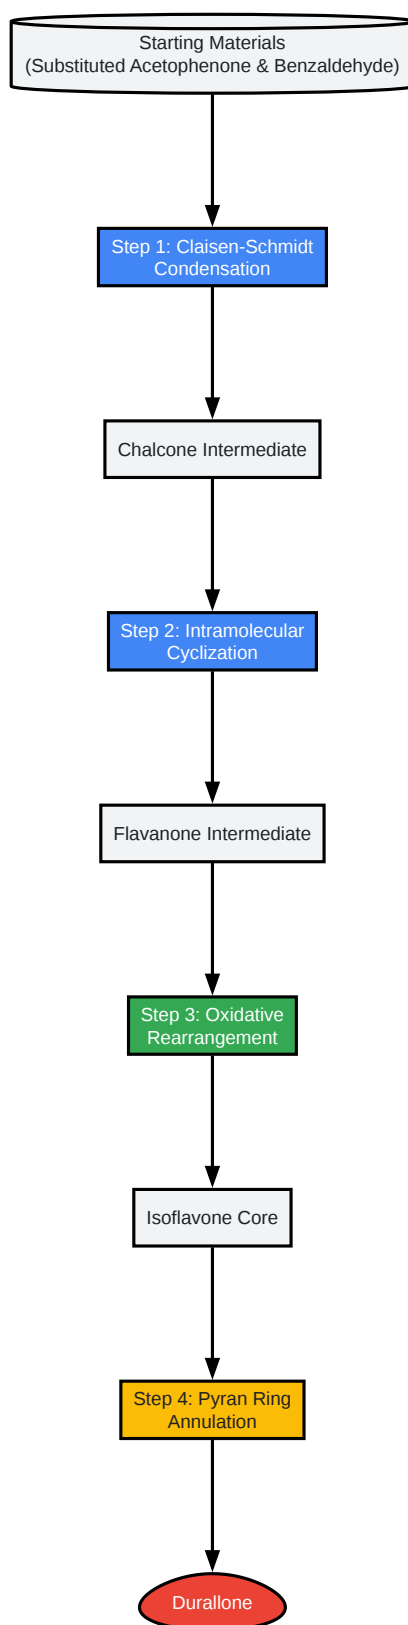 Starting Materials
(Substituted Acetophenone & Benzaldehyde)
Step 1: Claisen-Schmidt
Condensation
Chalcone Intermediate
Step 2: Intramolecular
Cyclization
Flavanone Intermediate
Step 3: Oxidative
Rearrangement
Isoflavone Core
Step 4: Pyran Ring
Annulation
Durallone